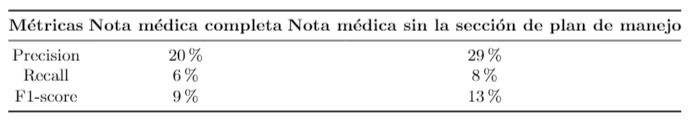 Métricas Nota médica completa Nota médica sin la sección de plan de manejo
Precision 20 % 29 %
Recall 6 % 8 %
F1-score 9 % 13 %